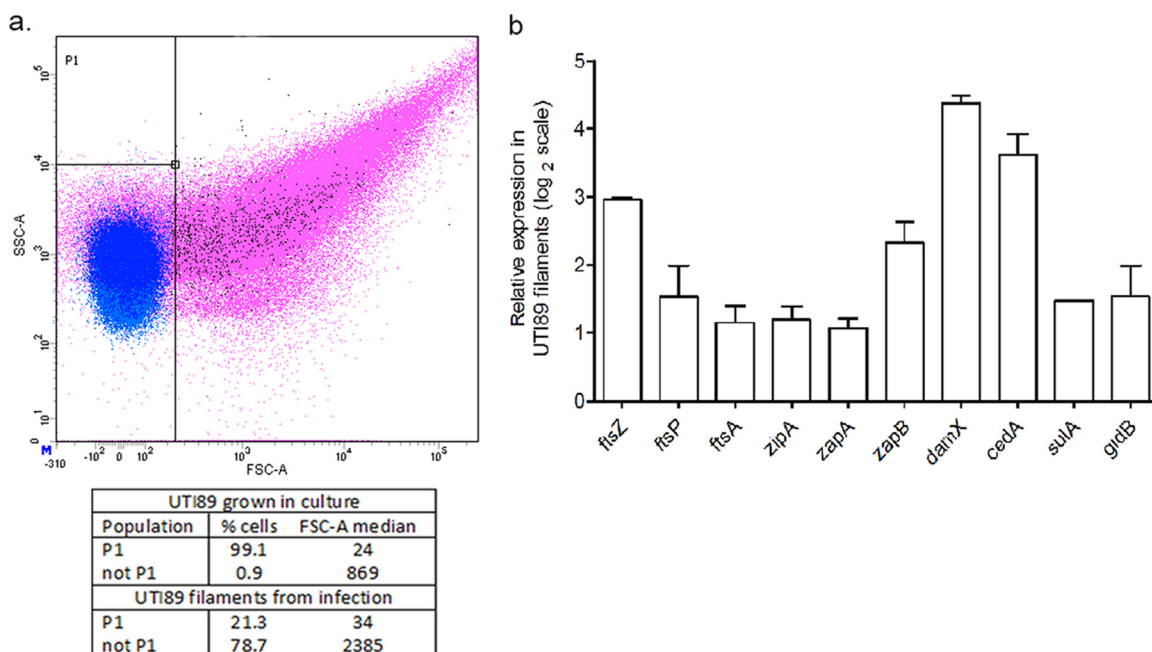 a.
P1
SSC-A
10^5
10^4
10^3
10^2
10^1
0
M
-310 -10^2 0 10^2 10^3 10^4 10^5
FSC-A
UTI89 grown in culture
Population % cells FSC-A median
P1 99.1 24
not P1 0.9 869
UTI89 filaments from infection
P1 21.3 34
not P1 78.7 2385
b
Relative expression in
UTI89 filaments (log 2 scale)
5
4
3
2
1
0
ftsZ ftsP ftsA zipA zapA zapB damX cedA sulA gidB